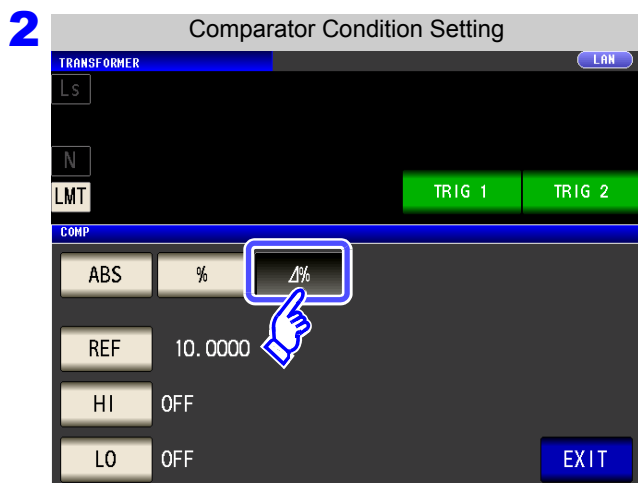 2
Comparator Condition Setting
TRANSFORMER LAN
Ls
N
LMT TRIG 1 TRIG 2
COMP
ABS % Δ%
REF 10.0000
HI OFF
LO OFF EXIT